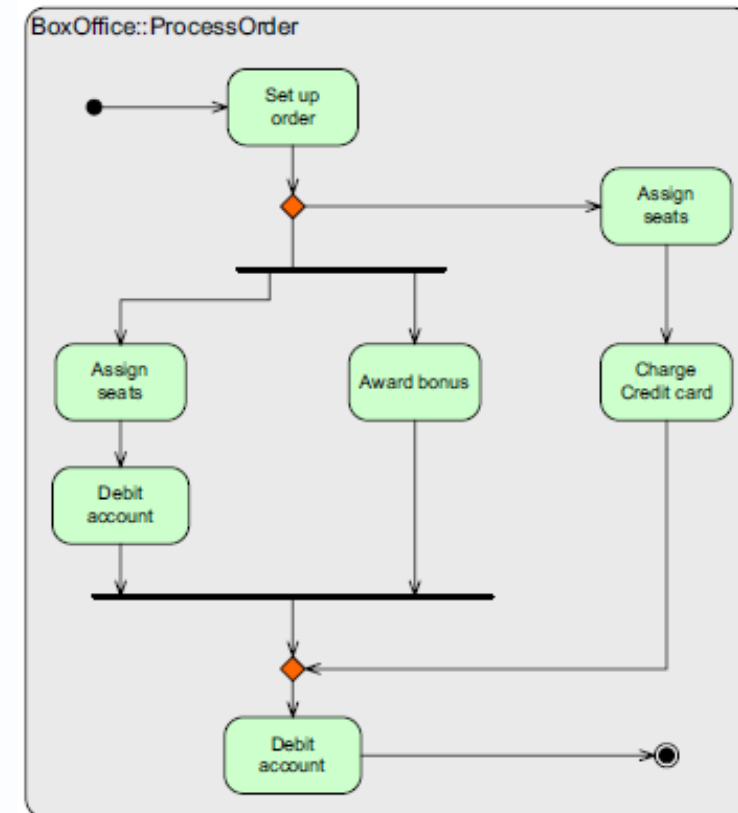 BoxOffice::ProcessOrder
Set up
order
Assign
seats
Assign
seats
Award bonus
Charge
Credit card
Debit
account
Debit
account